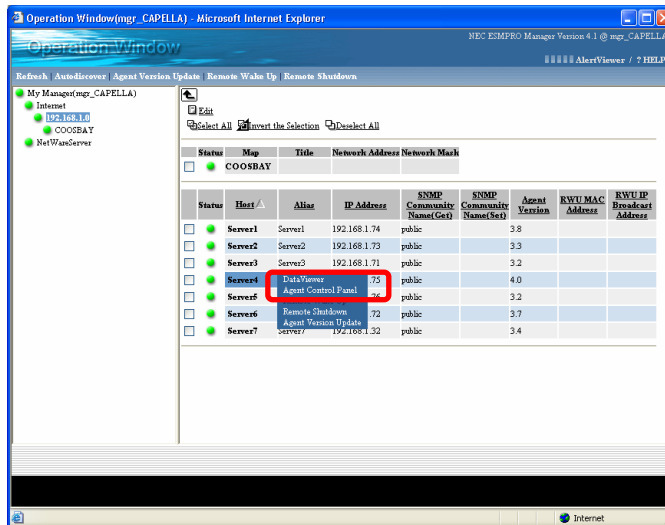 Operation Window(mgr_CAPELLA) - Microsoft Internet Explorer
Operation Window
NEC ESMPRO Manager Version 4.1 @ mgr_CAPELLA
AlertViewer / ? HELP
Refresh | Autodiscover | Agent Version Update | Remote Wake Up | Remote Shutdown
My Manager(mgr_CAPELLA)
Internet
192.168.1.0
COOSBAY
NetWareServer
Edit
Select All Invert the Selection Deselect All
Status Map Title Network Address Network Mask
COOSBAY
Status Host Alias IP Address SNMP Community Name(Get) SNMP Community Name(Set) Agent Version RWU MAC Address RWU IP Broadcast Address
Server1 Server1 192.168.1.74 public 3.8
Server2 Server2 192.168.1.73 public 3.3
Server3 Server3 192.168.1.71 public 3.2
Server4 .75 public 4.0
Server5 .76 public 3.2
Server6 .72 public 3.7
Server7 Server7 192.168.1.32 public 3.4
DataViewer
Agent Control Panel
Remote Shutdown
Agent Version Update
Internet